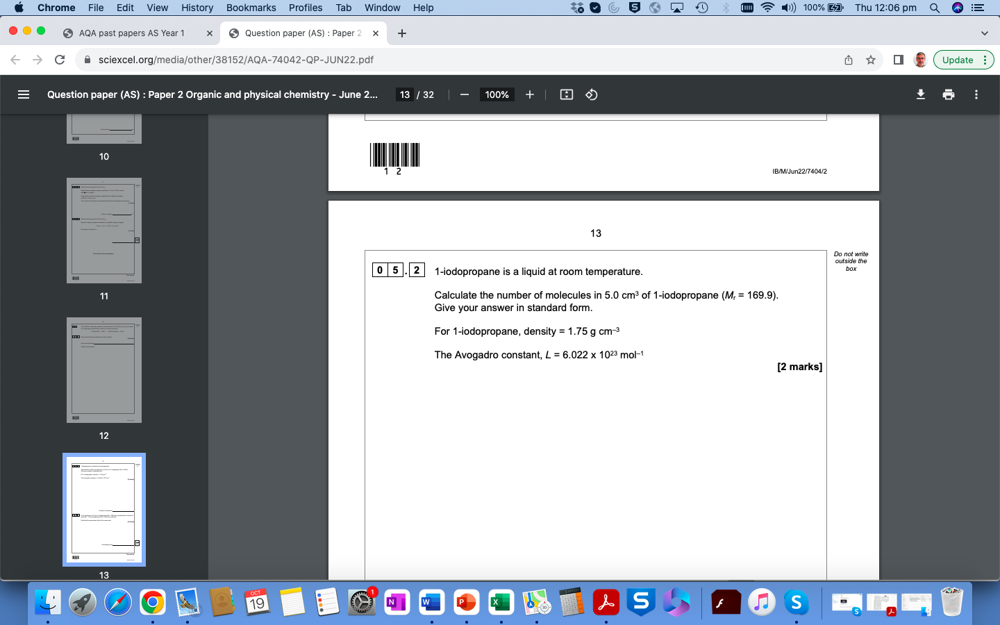 Chrome File Edit View History Bookmarks Profiles Tab Window Help 100% Thu 12:06 pm
AQA past papers AS Year 1
Question paper (AS) : Paper 2
sciexcel.org/media/other/38152/AQA-74042-QP-JUN22.pdf
Update
Question paper (AS) : Paper 2 Organic and physical chemistry - June 2...
13 / 32
100%
10
11
12
13
1 2
IB/M/Jun22/7404/2
13
Do not write
outside the
box
0 5 . 2 1-iodopropane is a liquid at room temperature.
Calculate the number of molecules in 5.0 cm³ of 1-iodopropane (Mᵣ = 169.9).
Give your answer in standard form.
For 1-iodopropane, density = 1.75 g cm⁻³
The Avogadro constant, L = 6.022 x 10²³ mol⁻¹
[2 marks]
OCT
19
1